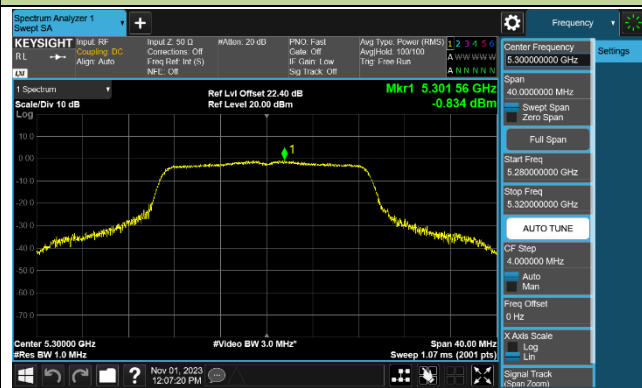 Spectrum Analyzer 1
Swept SA
Frequency
KEYSIGHT
Input: RF
Coupling: DC
Align: Auto
Input Z: 50 Ω
Corrections: Off
Freq Ref: Int (S)
NFE: Off
#Atten: 20 dB
PNO: Fast
Gate: Off
IF Gain: Low
Sig Track: Off
Avg Type: Power (RMS)
Avg|Hold: 100/100
Trig: Free Run
1 2 3 4 5 6
A W W W W W
A N N N N N
RL
LXI
1 Spectrum
Scale/Div 10 dB
Log
Ref Lvl Offset 22.40 dB
Ref Level 20.00 dBm
Mkr1 5.301 56 GHz
-0.834 dBm
1
10.0
0.00
-10.0
-20.0
-30.0
-40.0
-50.0
-60.0
-70.0
Center 5.30000 GHz
#Res BW 1.0 MHz
#Video BW 3.0 MHz*
Span 40.00 MHz
Sweep 1.07 ms (2001 pts)
Center Frequency
5.300000000 GHz
Settings
Span
40.0000000 MHz
Swept Span
Zero Span
Full Span
Start Freq
5.280000000 GHz
Stop Freq
5.320000000 GHz
AUTO TUNE
CF Step
4.000000 MHz
Auto
Man
Freq Offset
0 Hz
X Axis Scale
Log
Lin
Signal Track
(Span Zoom)
Nov 01, 2023
12:07:20 PM